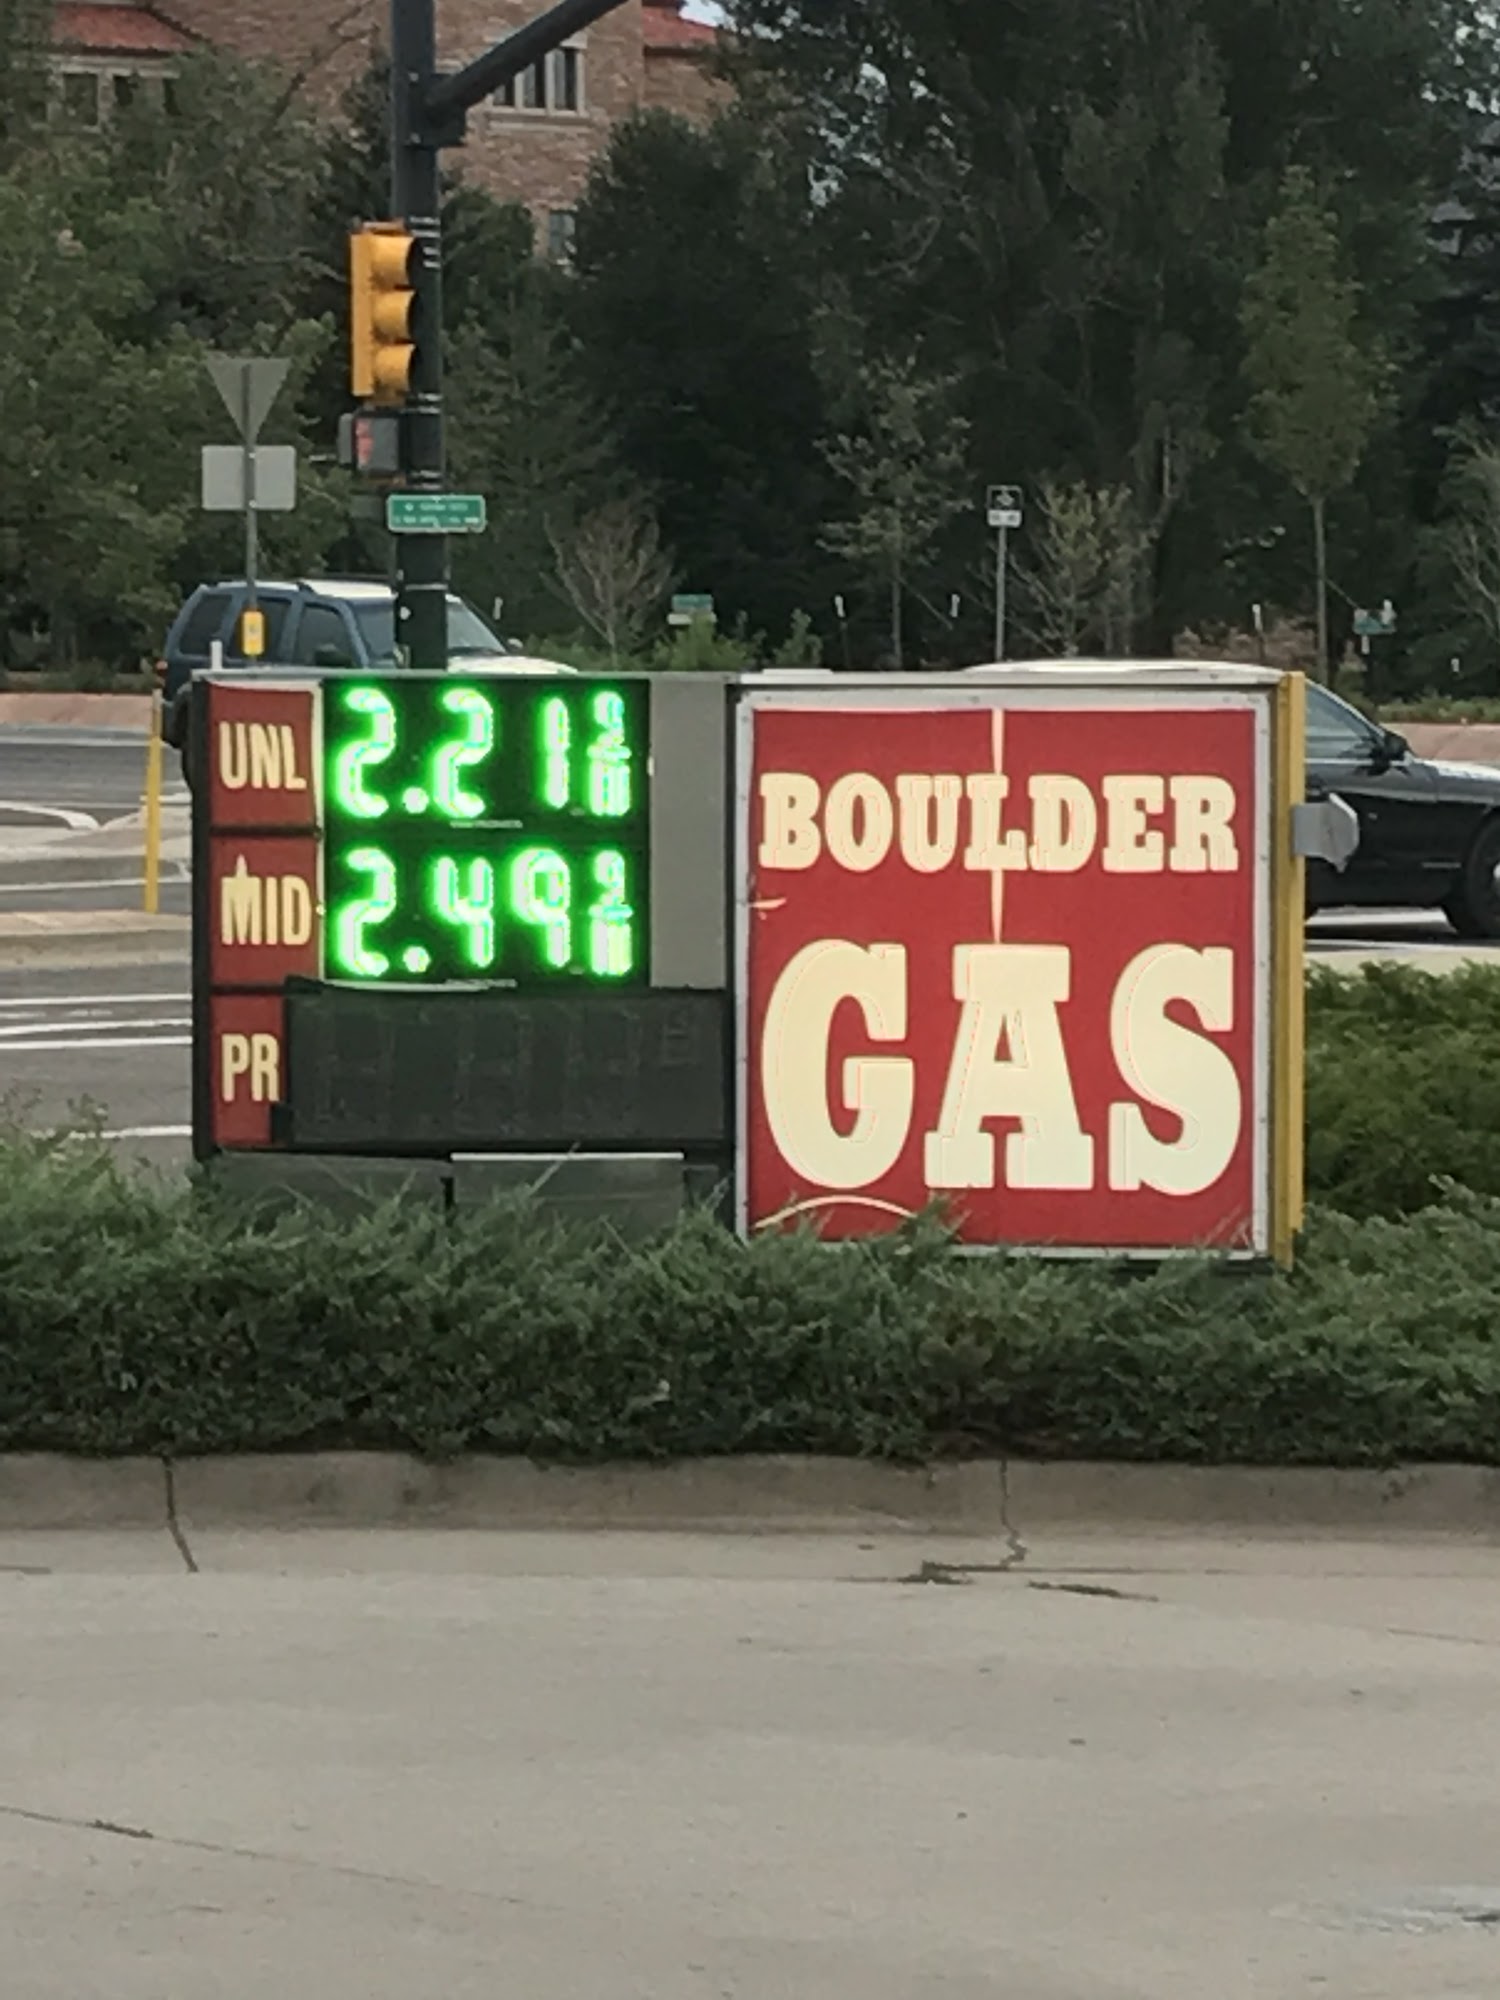 UNL 2.21 9/10
MID 2.49 9/10
PR
BOULDER
GAS